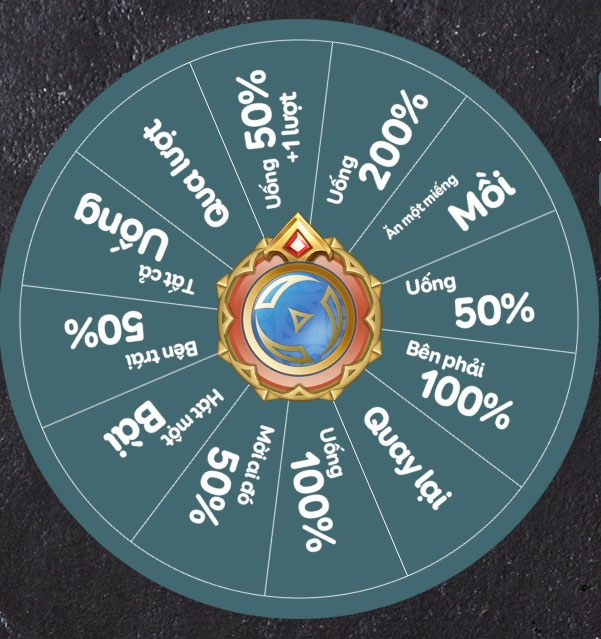 Uống
50%
+1 lượt
Uống
200%
Ăn một miếng
Mồi
Uống
50%
Bên phải
100%
Quay lại
Uống
100%
Mời ai đó
50%
Hát một
Bài
Bên trái
50%
Tất cả
Uống
Qua lượt